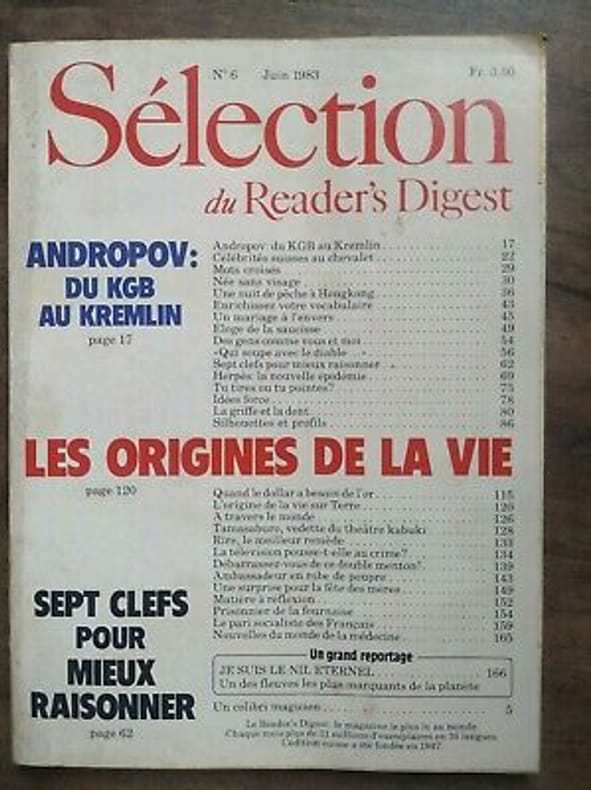 N° 6 Juin 1983 Fr. 3.50
Sélection
du Reader's Digest
ANDROPOV:
DU KGB
AU KREMLIN
page 17
Andropov: du KGB au Kremlin 17
Célébrités suisses au chevalet 22
Mots croisés 29
Née sans visage 30
Une nuit de pêche à Hongkong 36
Enrichissez votre vocabulaire 43
Un mariage à l'envers 45
Eloge de la saucisse 49
Des gens comme vous et moi 54
«Qui soupe avec le diable...» 56
Sept clefs pour mieux raisonner 62
Herpès: la nouvelle épidémie 69
Tu tires ou tu pointes? 75
Idées force 78
La griffe et la dent 80
Silhouettes et profils 86
LES ORIGINES DE LA VIE
page 120
Quand le dollar a besoin de l'or 115
L'origine de la vie sur Terre 120
A travers le monde 126
Tamasaburo, vedette du théâtre kabuki 128
Rire, le meilleur remède 133
La télévision pousse-t-elle au crime? 134
Débarrassez-vous de ce double menton! 139
Ambassadeur en robe de pourpre 143
Une surprise pour la fête des mères 149
Matière à réflexion 152
Prisonnier de la fournaise 154
Le pari socialiste des Français 159
Nouvelles du monde de la médecine 165
SEPT CLEFS
POUR
MIEUX
RAISONNER
page 62
Un grand reportage
JE SUIS LE NIL ETERNEL 166
Un des fleuves les plus marquants de la planète
Un colibri magicien 5
Le Reader's Digest: le magazine le plus lu au monde
Chaque mois plus de 31 millions d'exemplaires en langues
L'édition suisse a été fondée en 1947